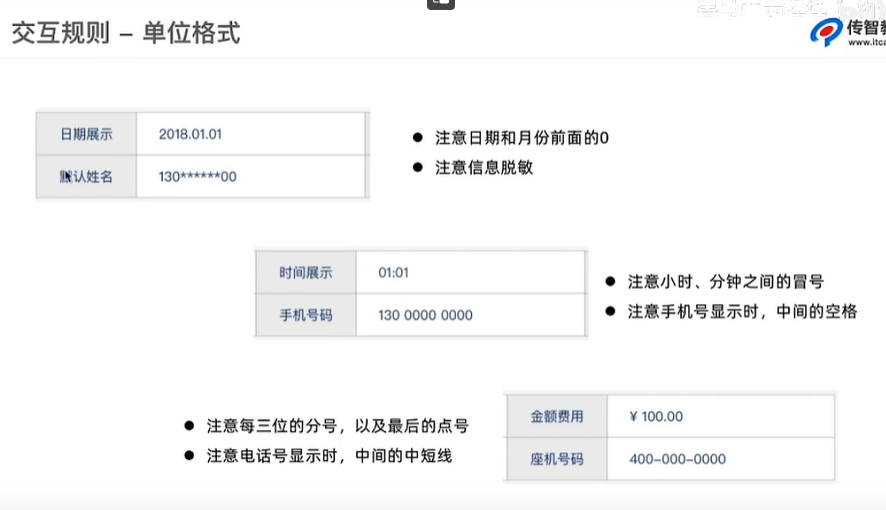 交互规则 – 单位格式
传智教
www.itca
日期展示 2018.01.01
默认姓名 130******00
● 注意日期和月份前面的0
● 注意信息脱敏
时间展示 01:01
手机号码 130 0000 0000
● 注意小时、分钟之间的冒号
● 注意手机号显示时，中间的空格
● 注意每三位的分号，以及最后的点号
● 注意电话号显示时，中间的中短线
金额费用 ¥ 100.00
座机号码 400-000-0000